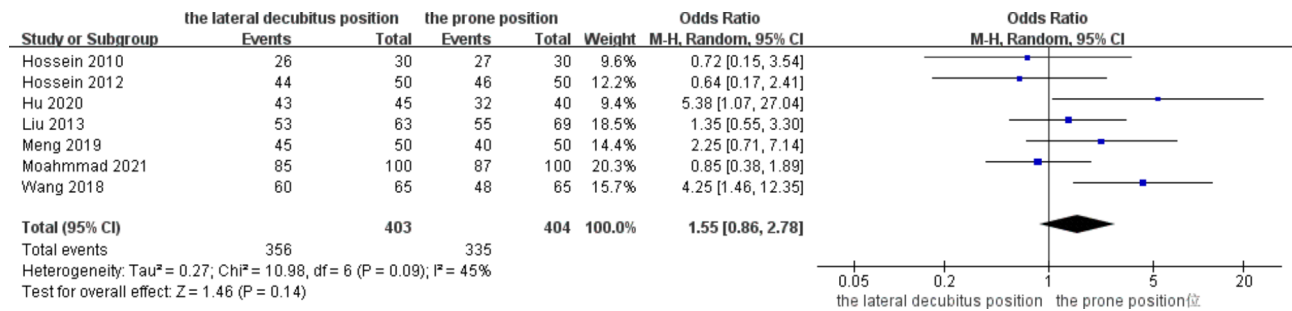 the lateral decubitus position the prone position Odds Ratio Odds Ratio
Study or Subgroup Events Total Events Total Weight M-H, Random, 95% CI M-H, Random, 95% CI
Hossein 2010 26 30 27 30 9.6% 0.72 [0.15, 3.54]
Hossein 2012 44 50 46 50 12.2% 0.64 [0.17, 2.41]
Hu 2020 43 45 32 40 9.4% 5.38 [1.07, 27.04]
Liu 2013 53 63 55 69 18.5% 1.35 [0.55, 3.30]
Meng 2019 45 50 40 50 14.4% 2.25 [0.71, 7.14]
Moahmmad 2021 85 100 87 100 20.3% 0.85 [0.38, 1.89]
Wang 2018 60 65 48 65 15.7% 4.25 [1.46, 12.35]
Total (95% CI) 403 404 100.0% 1.55 [0.86, 2.78]
Total events 356 335
Heterogeneity: Tau² = 0.27; Chi² = 10.98, df = 6 (P = 0.09); I² = 45%
Test for overall effect: Z = 1.46 (P = 0.14)
0.05 0.2 1 5 20
the lateral decubitus position the prone position位